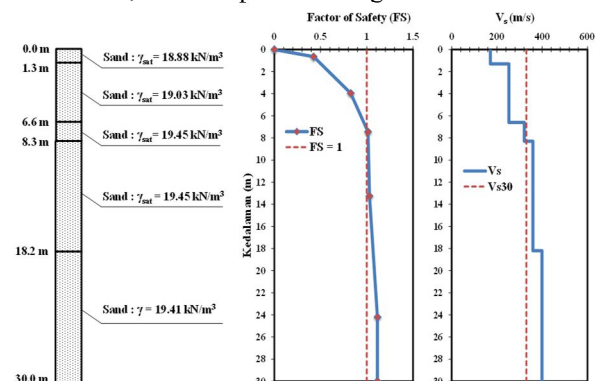 Factor of Safety (FS)
0.0
0.5
1
1.5
0
2
4
6
8
10
12
14
16
18
20
22
24
26
28
30
Kedalaman (m)
FS
FS = 1
Vs (m/s)
0
200
400
600
0
2
4
6
8
10
12
14
16
18
20
22
24
26
28
30
Vs
Vs30
0.0 m
1.3 m
6.6 m
8.3 m
18.2 m
30.0 m
Sand : γsat = 18.88 kN/m³
Sand : γsat = 19.03 kN/m³
Sand : γsat = 19.45 kN/m³
Sand : γsat = 19.45 kN/m³
Sand : γ = 19.41 kN/m³